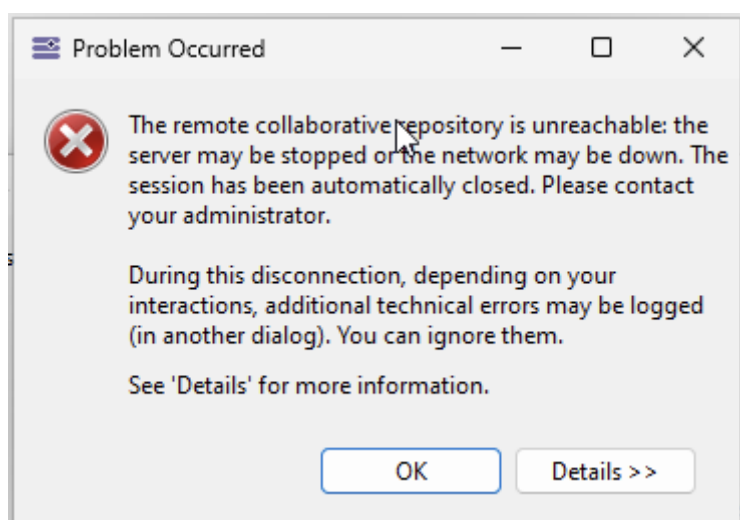 Problem Occurred
The remote collaborative repository is unreachable: the
server may be stopped or the network may be down. The
session has been automatically closed. Please contact
your administrator.
During this disconnection, depending on your
interactions, additional technical errors may be logged
(in another dialog). You can ignore them.
See 'Details' for more information.
OK
Details >>